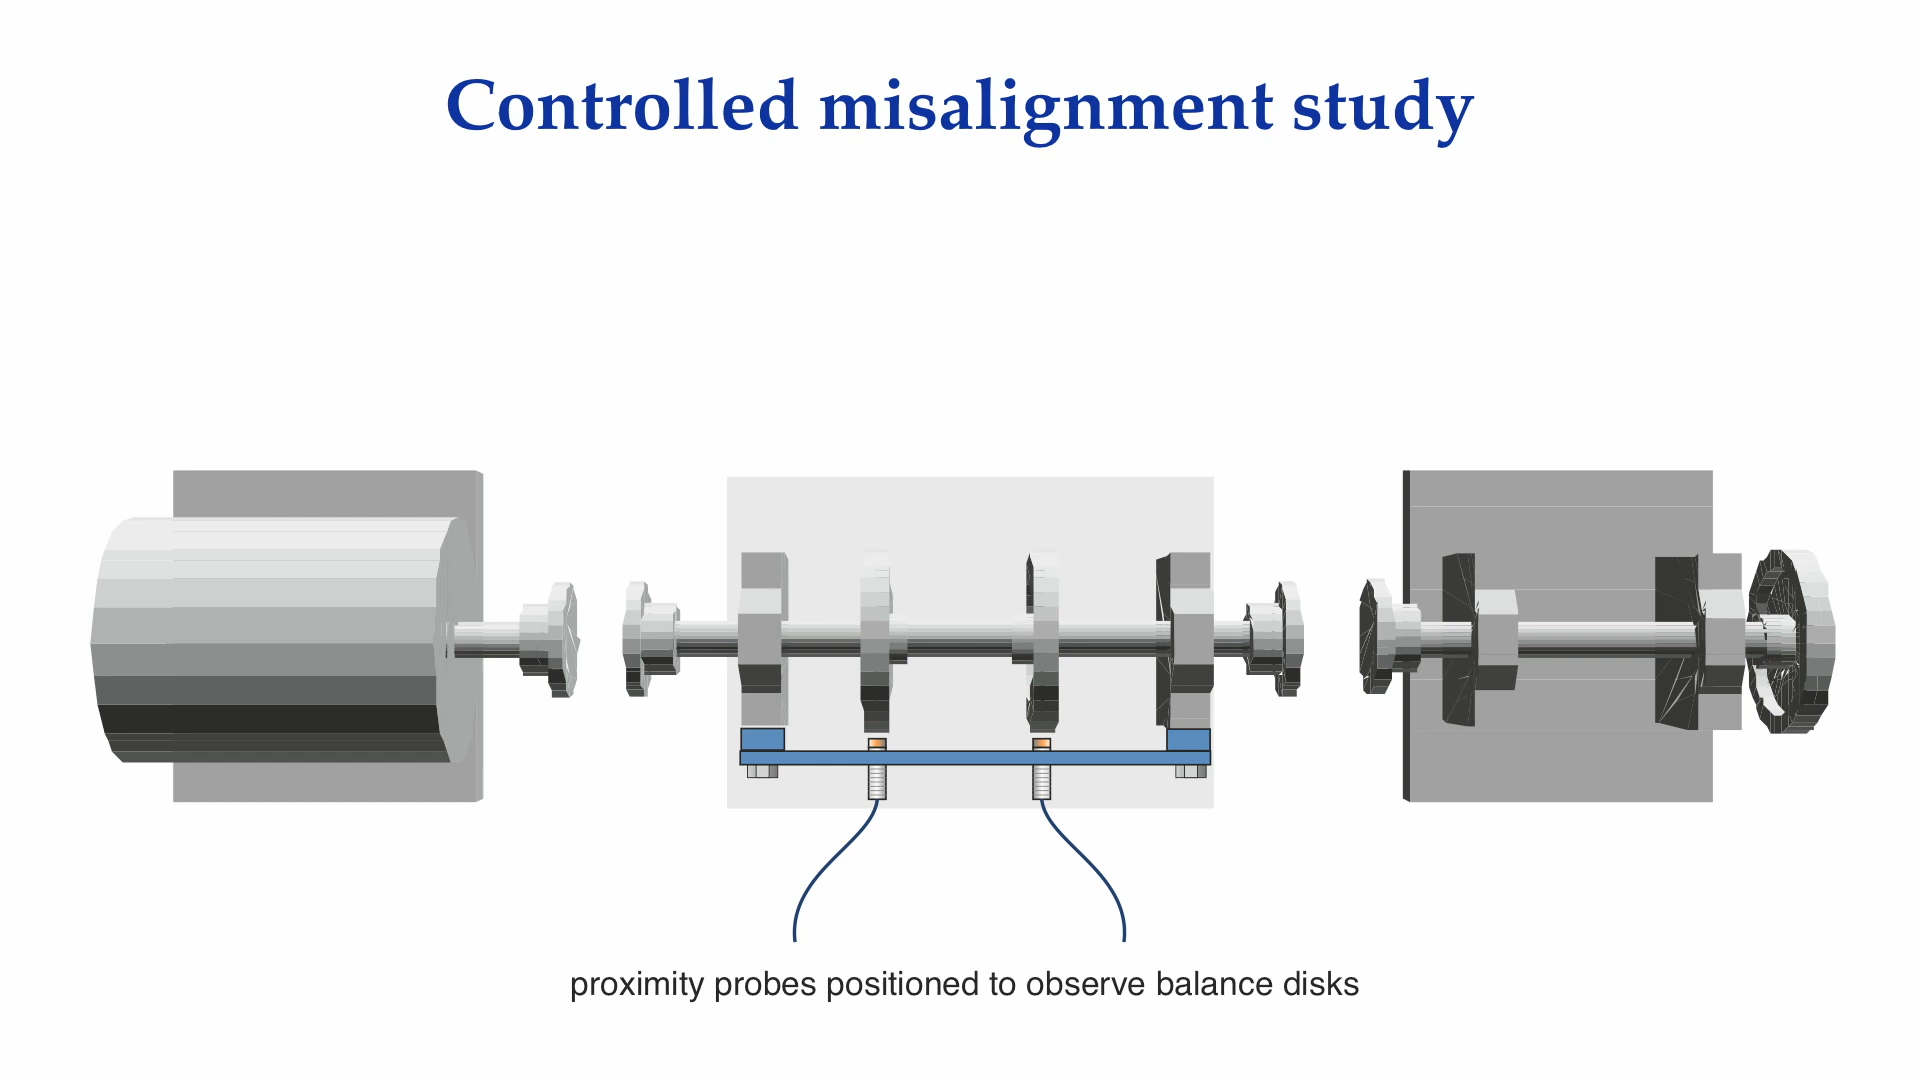 Controlled misalignment study
proximity probes positioned to observe balance disks